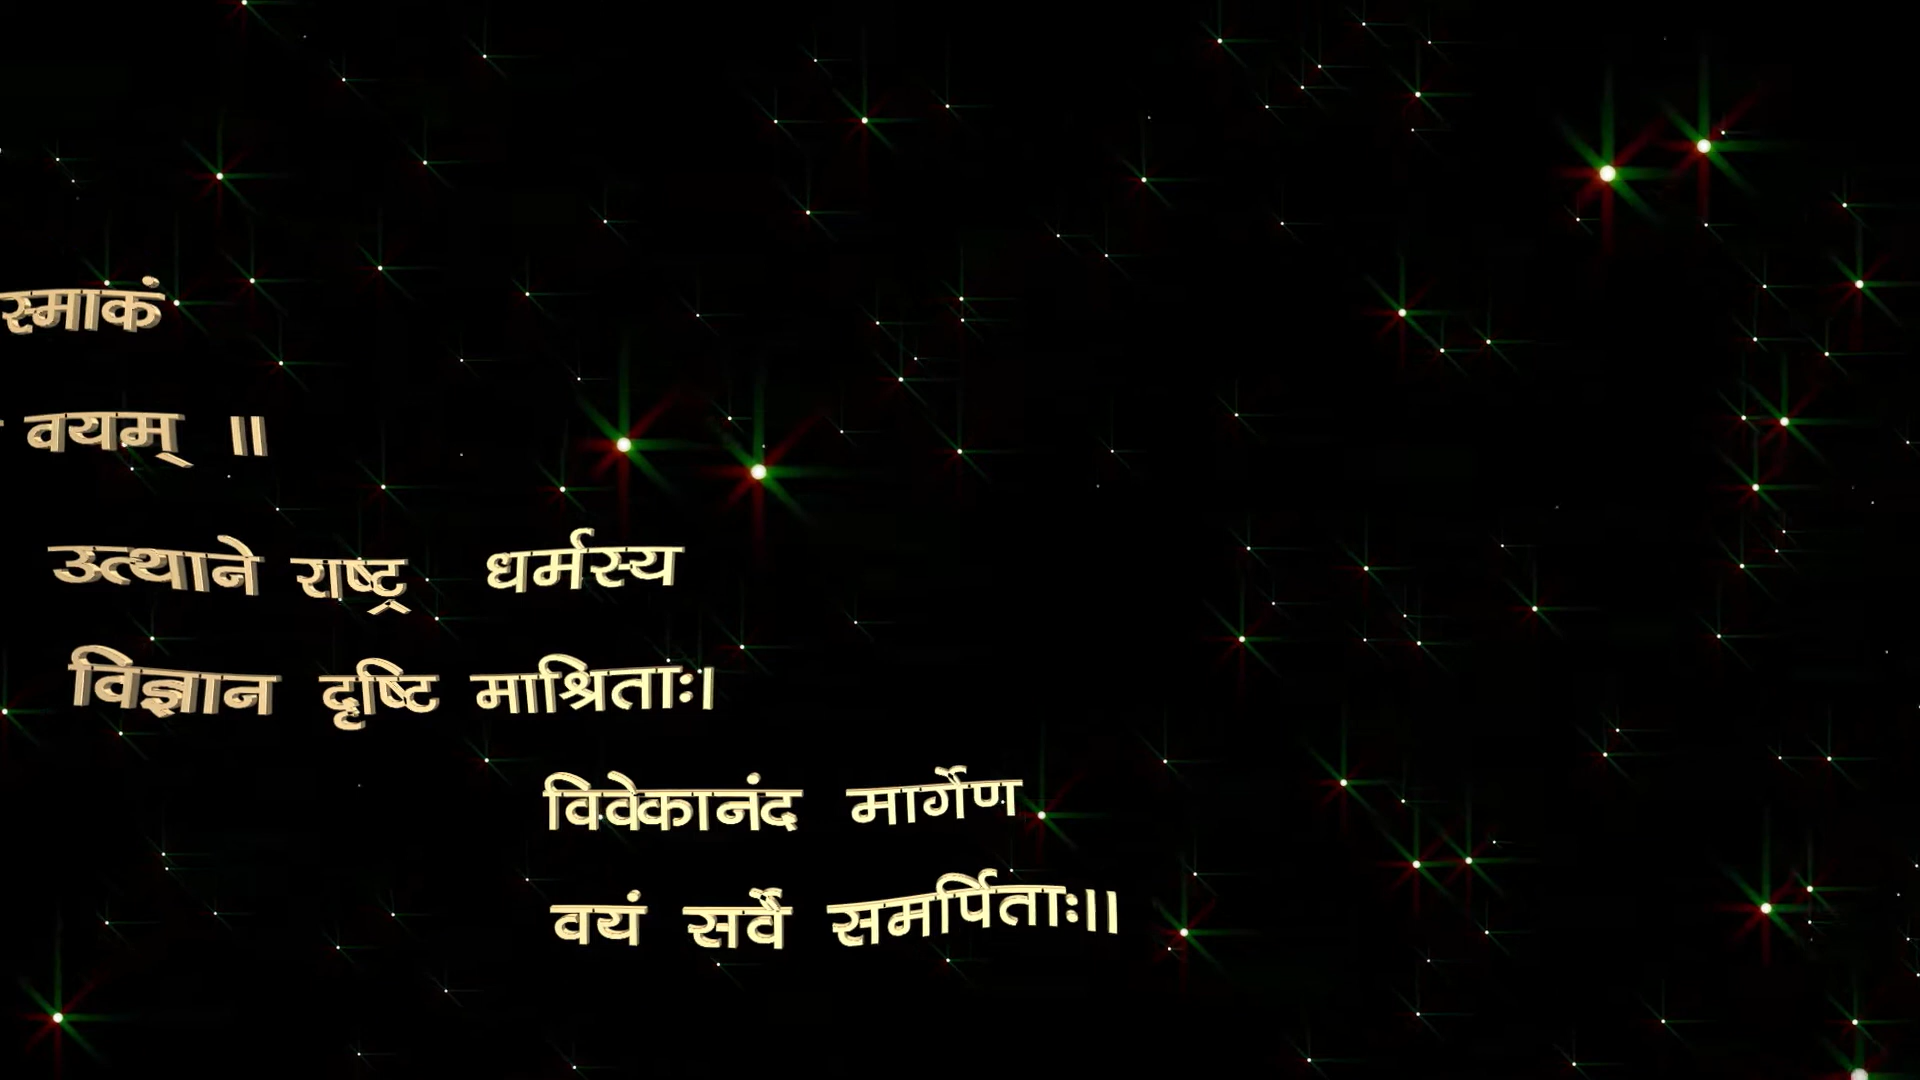 स्माकं
वयम् ॥
उत्थाने राष्ट्र धर्मस्य
विज्ञान दृष्टि माश्रिताः।
विवेकानंद मार्गेण
वयं सर्वे समर्पिताः।।